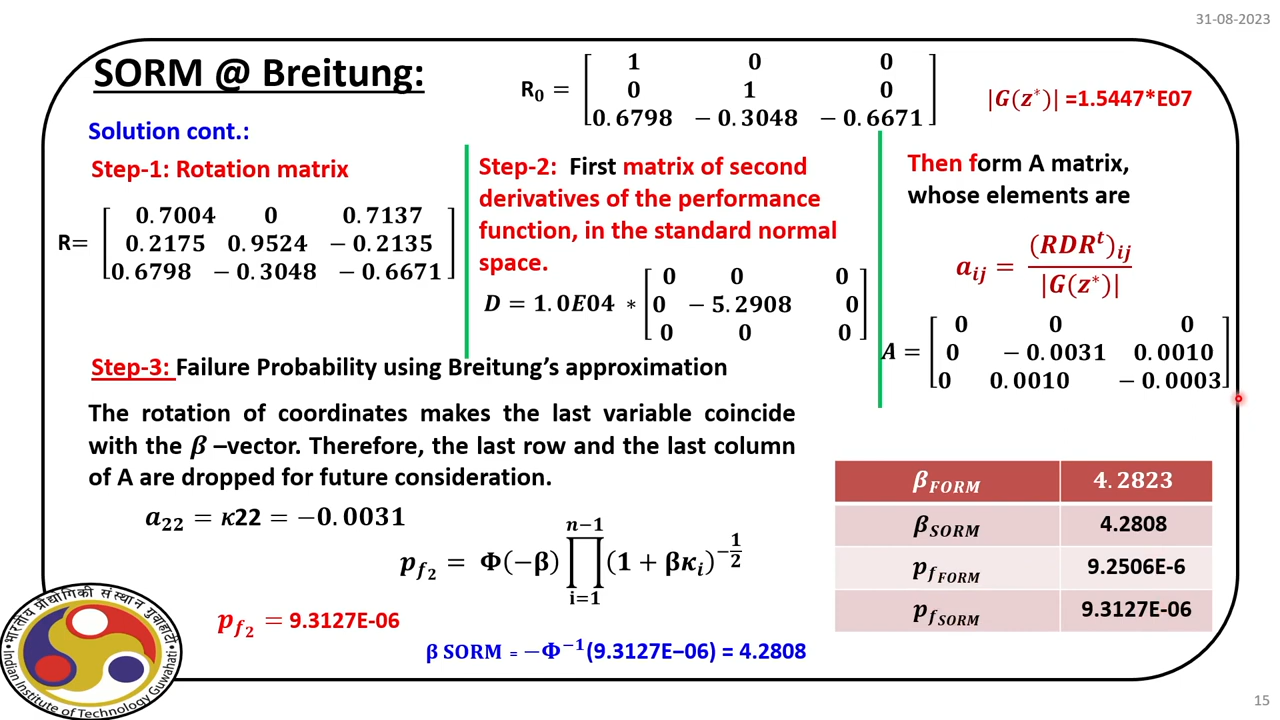 31-08-2023
SORM @ Breitung:
R₀ = [1 0 0
0 1 0
0.6798 −0.3048 −0.6671]
|G(z*)| =1.5447*E07
Solution cont.:
Step-1: Rotation matrix
R= [0.7004 0 0.7137
0.2175 0.9524 −0.2135
0.6798 −0.3048 −0.6671]
Step-2: First matrix of second
derivatives of the performance
function, in the standard normal
space.
D = 1.0E04 * [0 0 0
0 −5.2908 0
0 0 0]
Then form A matrix,
whose elements are
a_ij = (RDR^t)_ij / |G(z*)|
A = [0 0 0
0 −0.0031 0.0010
0 0.0010 −0.0003]
Step-3: Failure Probability using Breitung's approximation
The rotation of coordinates makes the last variable coincide
with the β –vector. Therefore, the last row and the last column
of A are dropped for future consideration.
a₂₂ = κ22 = −0.0031
p_f₂ = Φ(−β) ∏_{i=1}^{n−1} (1 + βκ_i)^{−1/2}
p_f₂ = 9.3127E-06
β SORM = −Φ⁻¹(9.3127E−06) = 4.2808
β_FORM 4.2823
β_SORM 4.2808
p_f_FORM 9.2506E-6
p_f_SORM 9.3127E-06
भारतीय प्रौद्योगिकी संस्थान गुवाहाटी
Indian Institute of Technology Guwahati
15